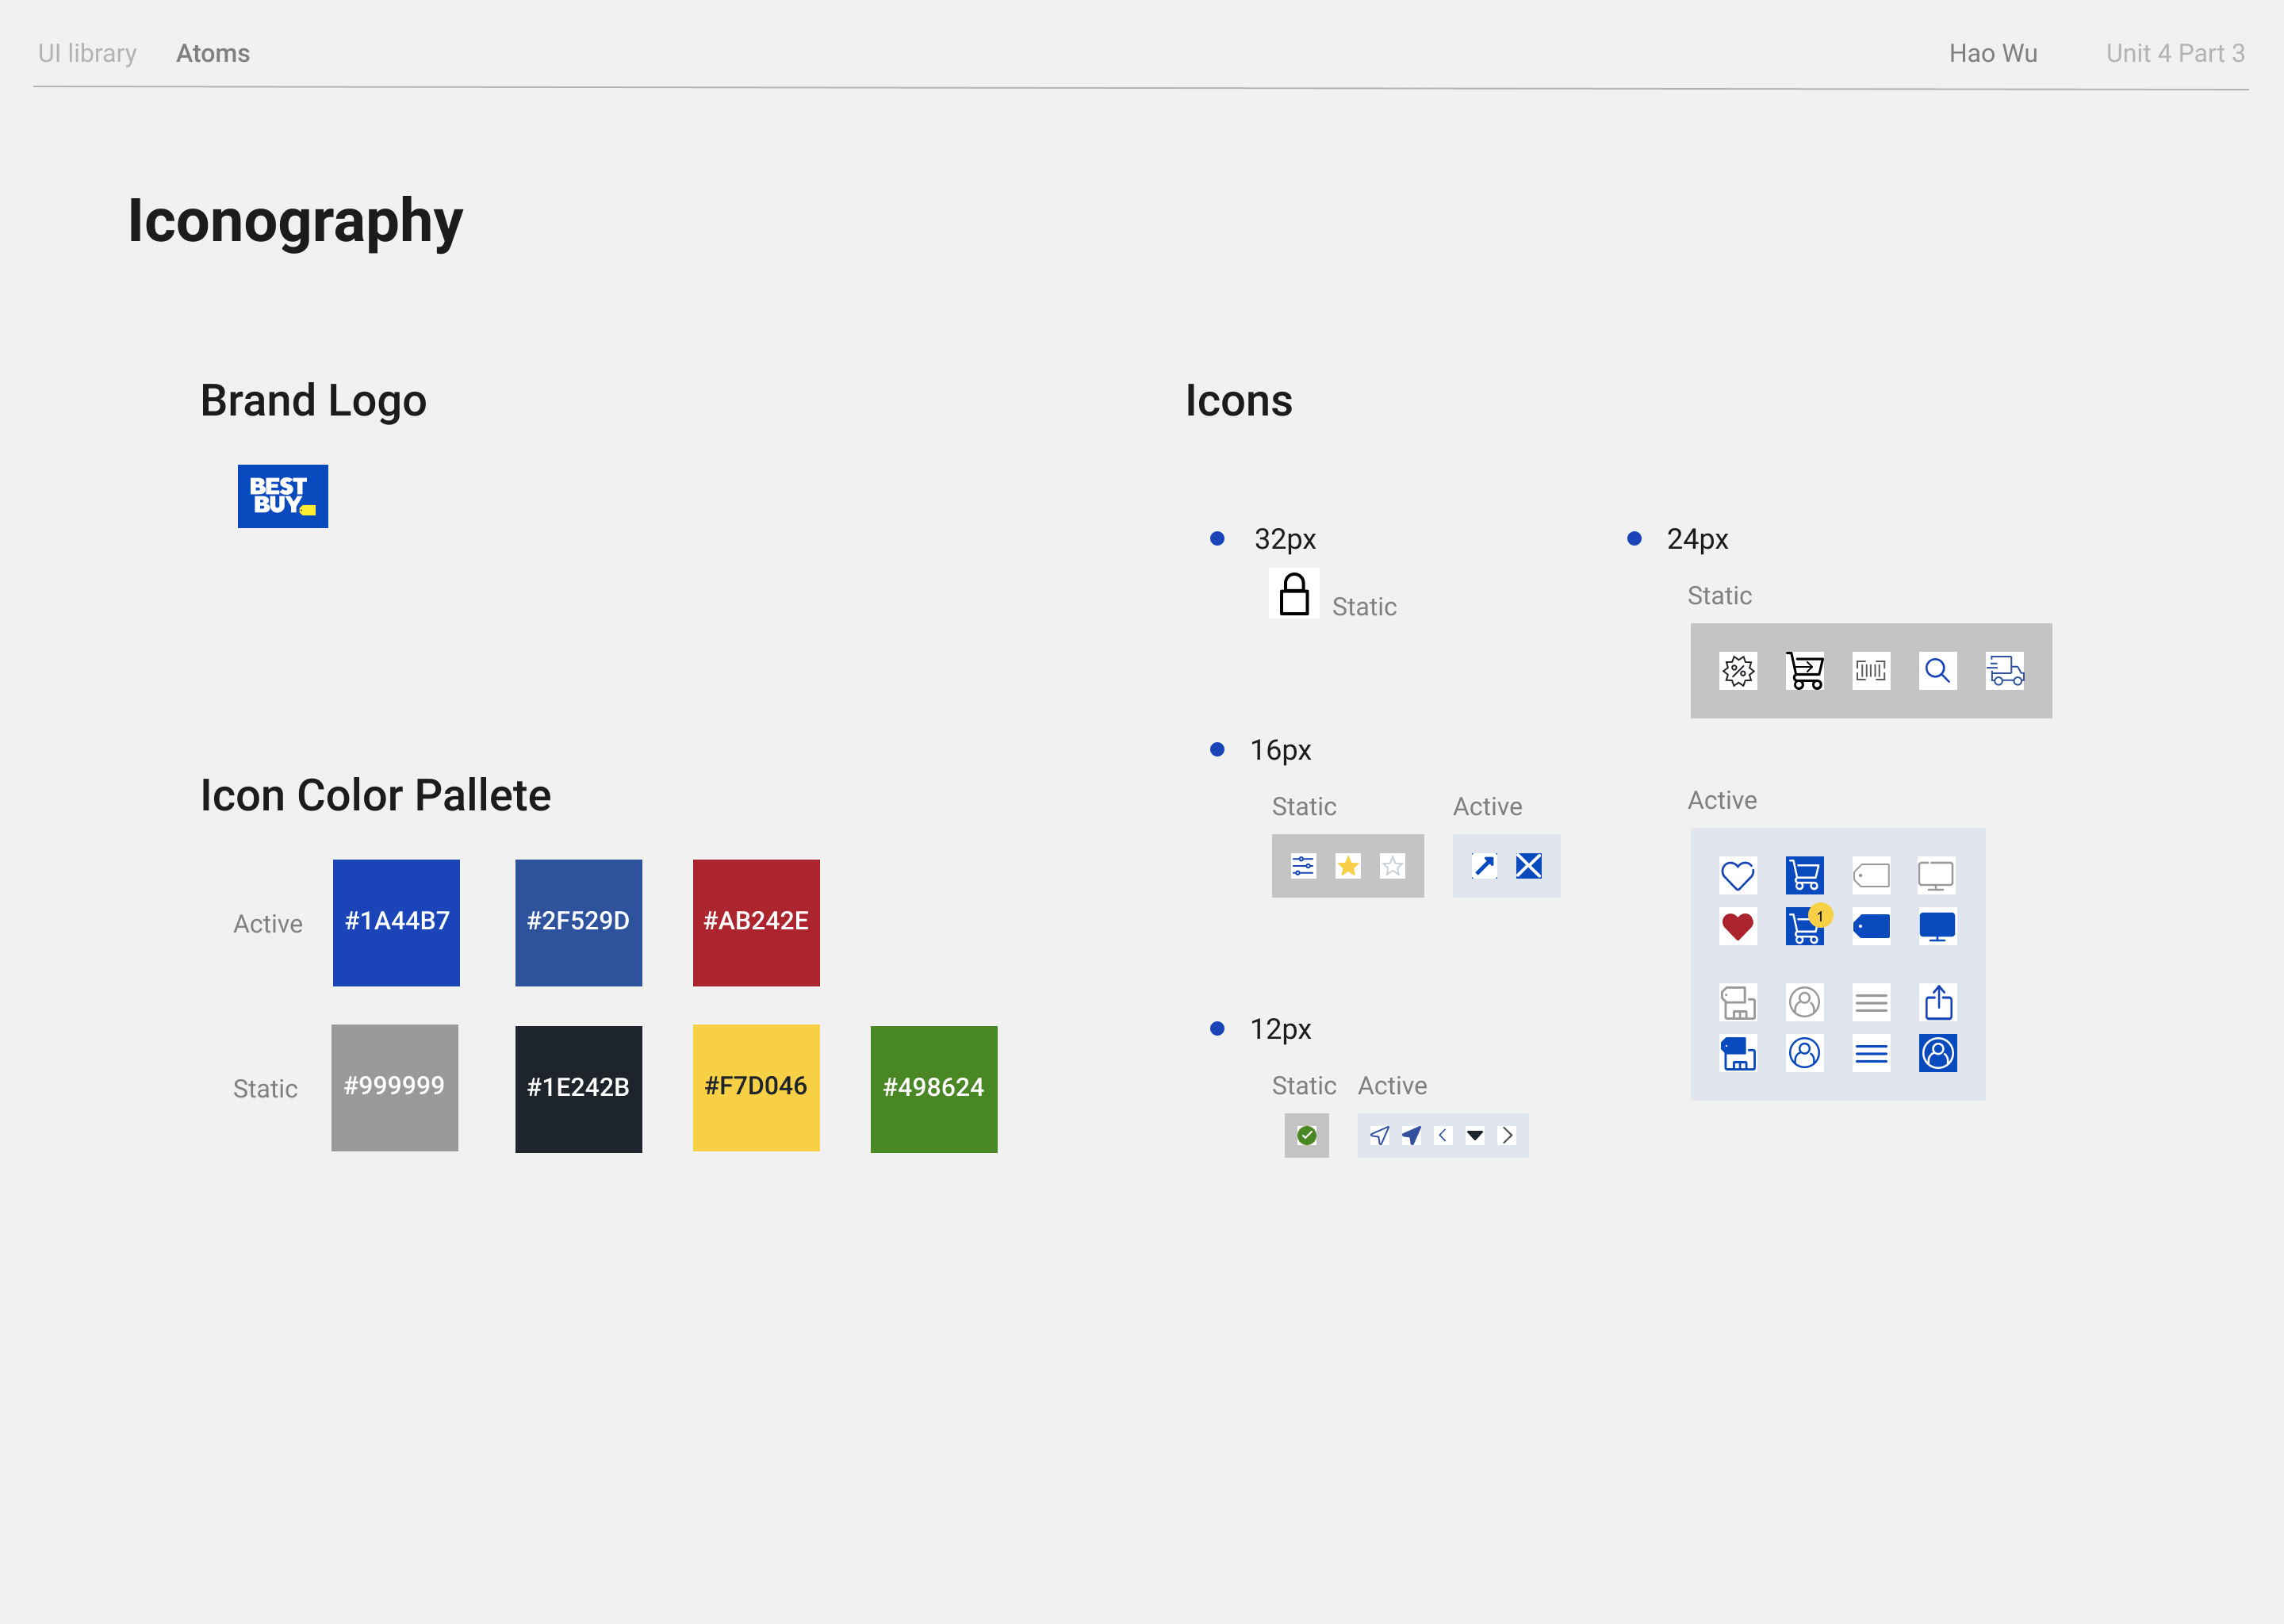 UI library Atoms Hao Wu Unit 4 Part 3
Iconography
Brand Logo
BEST
BUY
Icon Color Pallete
Active #1A44B7 #2F529D #AB242E
Static #999999 #1E242B #F7D046 #498624
Icons
32px
Static
16px
Static Active
12px
Static Active
24px
Static
%
Active
1